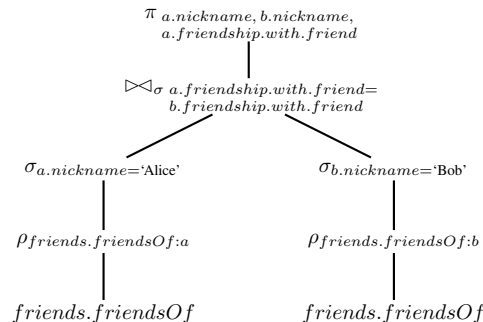 π a.nickname, b.nickname,
a.friendship.with.friend
⋈σ a.friendship.with.friend=
b.friendship.with.friend
σa.nickname=‘Alice’ σb.nickname=‘Bob’
ρfriends.friendsOf:a ρfriends.friendsOf:b
friends.friendsOf friends.friendsOf